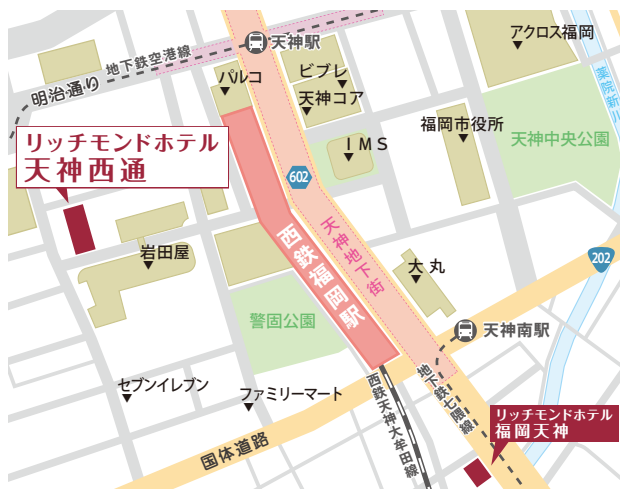 天神駅
アクロス福岡
地下鉄空港線
明治通り
パルコ
ビブレ
天神コア
薬院新川
福岡市役所
天神中央公園
リッチモンドホテル
天神西通
IMS
602
天神地下街
西鉄福岡駅
岩田屋
大丸
202
警固公園
天神南駅
セブンイレブン
ファミリーマート
国体道路
西鉄天神大牟田線
地下鉄七隈線
リッチモンドホテル
福岡天神